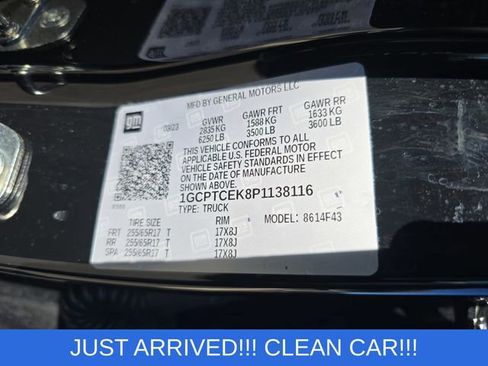 MFD BY GENERAL MOTORS LLC
gm 03/23 GVWR GAWR FRT GAWR RR
2835 KG 1588 KG 1633 KG
6250 LB 3500 LB 3600 LB
THIS VEHICLE CONFORMS TO ALL
APPLICABLE U.S. FEDERAL MOTOR
VEHICLE SAFETY STANDARDS IN EFFECT
ON THE DATE OF MANUFACTURE
SHOWN ABOVE.
1GCPTCEK8P1138116
TYPE: TRUCK
TIRE SIZE RIM MODEL: 8614F43
FRT 255/65R17 T 17X8J
RR 255/65R17 T 17X8J
SPA 255/65R17 T 17X8J
JUST ARRIVED!!! CLEAN CAR!!!